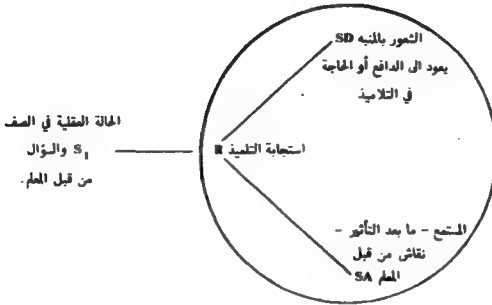 الشعور بالمنبه SD
يعود الى الدافع أو الحاجة
في التلاميذ
الحالة العقلية في الصف
S₁ والسؤال
من قبل المعلم.
استجابة التلميذ R
المستمع - ما بعد التأثير -
نقاش من قبل
المعلم SA